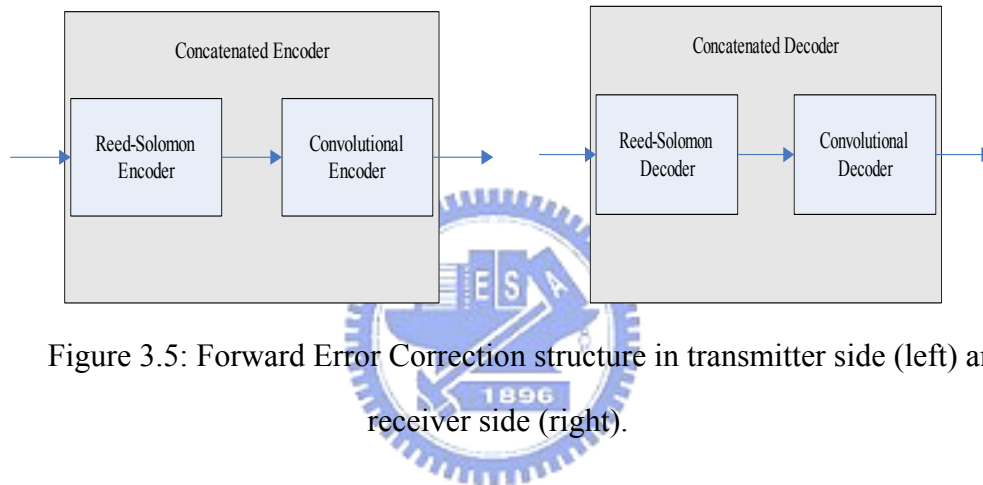 Concatenated Encoder
Reed-Solomon
Encoder
Convolutional
Encoder
Concatenated Decoder
Reed-Solomon
Decoder
Convolutional
Decoder
E S A
1896
Figure 3.5: Forward Error Correction structure in transmitter side (left) a
receiver side (right).